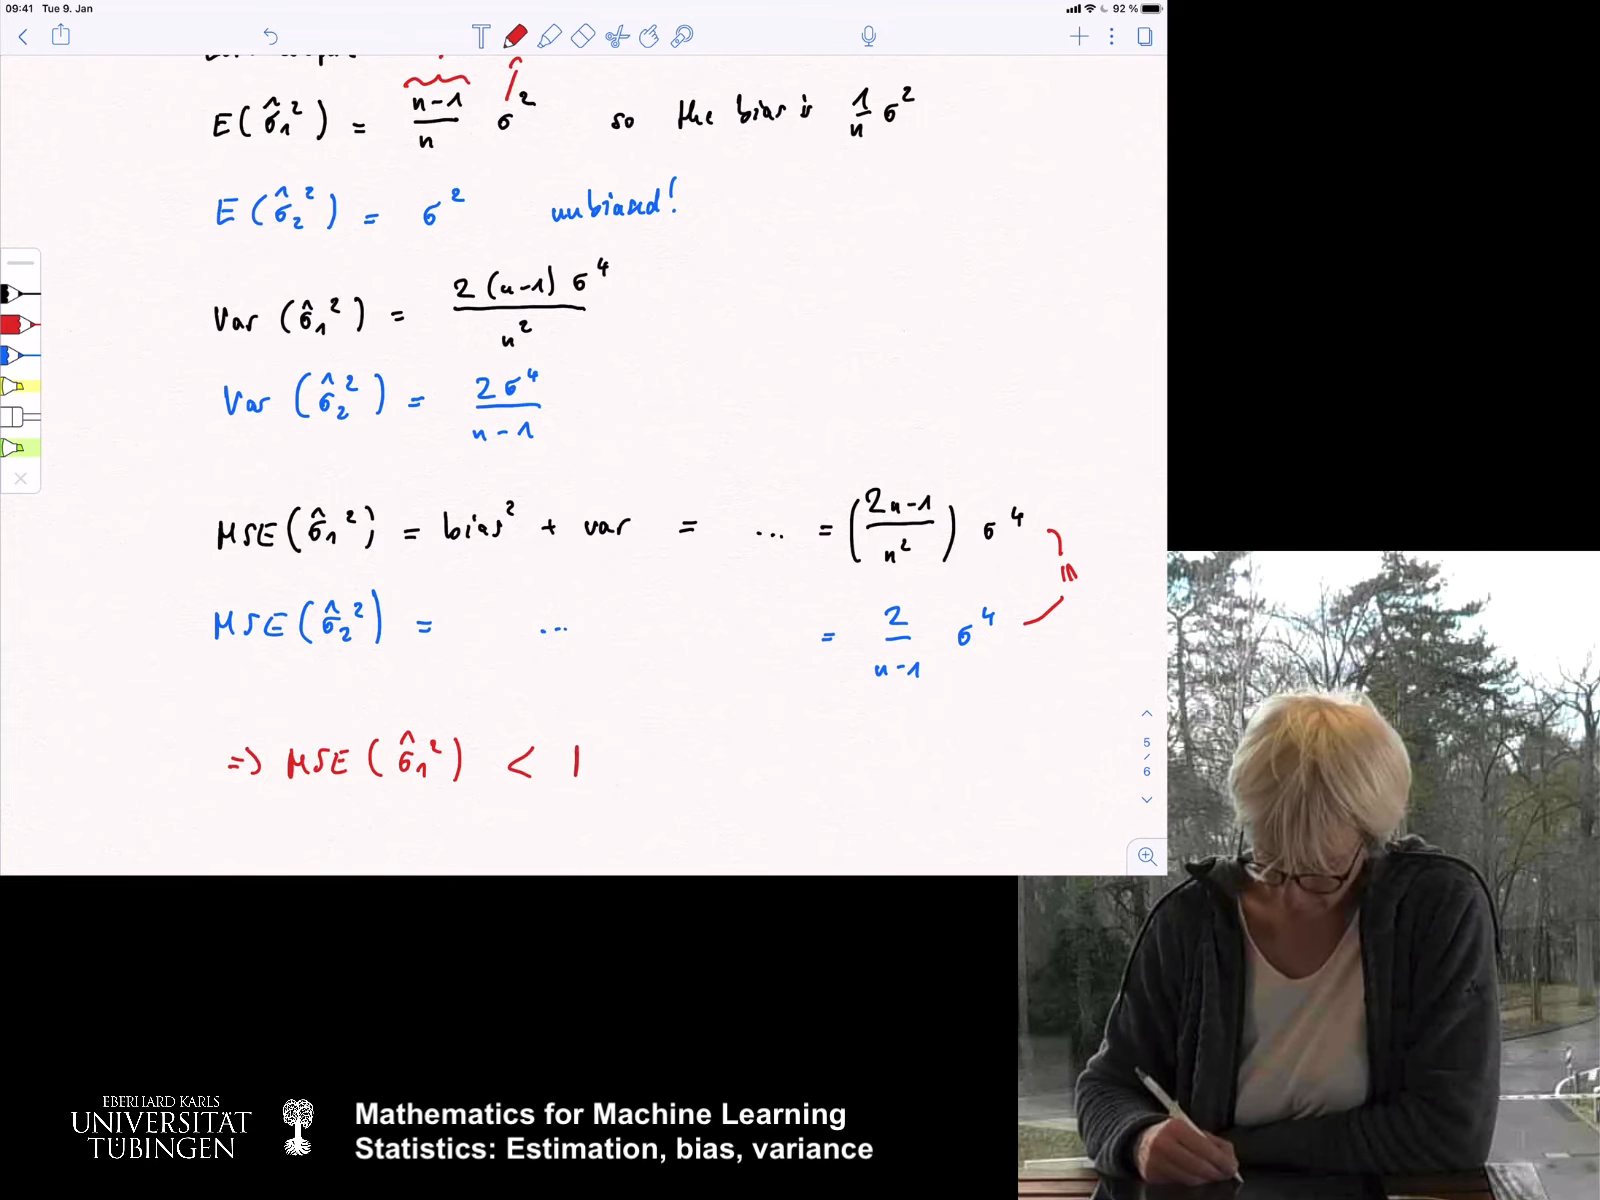 09:41 Tue 9. Jan 92 %
E(σ̂₁²) = (n-1)/n σ² so the bias is 1/n σ²
E(σ̂₂²) = σ² unbiased!
Var(σ̂₁²) = 2(n-1)σ⁴/n²
Var(σ̂₂²) = 2σ⁴/(n-1)
MSE(σ̂₁²) = bias² + var = ... = ((2n-1)/n²) σ⁴
MSE(σ̂₂²) = ... = 2/(n-1) σ⁴
⇒ MSE(σ̂₁²) <
5
/
6
EBERHARD KARLS
UNIVERSITÄT
TÜBINGEN
Mathematics for Machine Learning
Statistics: Estimation, bias, variance